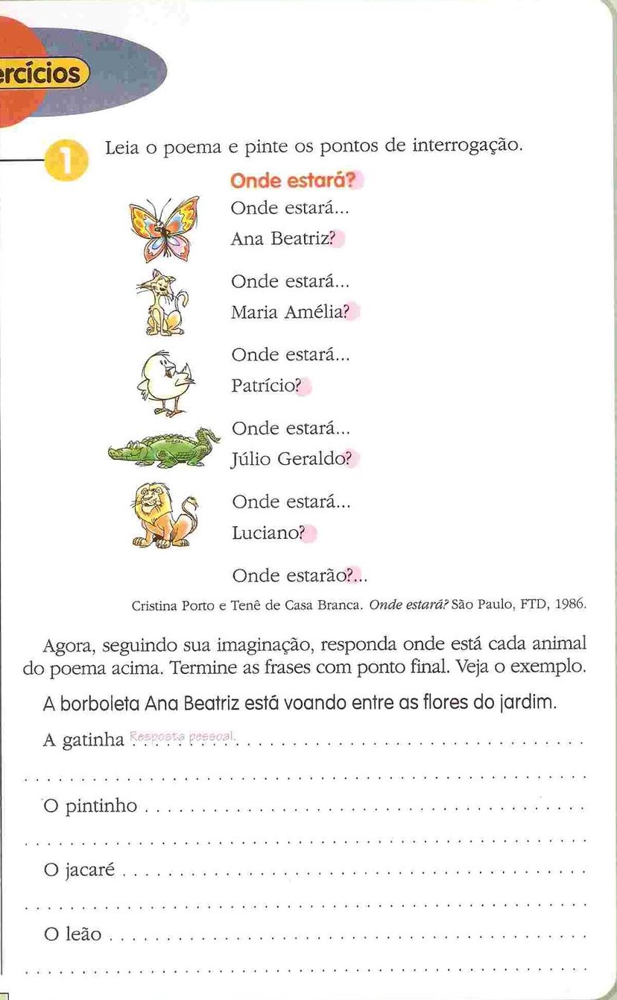 ercícios
1
Leia o poema e pinte os pontos de interrogação.
Onde estará?
Onde estará...
Ana Beatriz?
Onde estará...
Maria Amélia?
Onde estará...
Patrício?
Onde estará...
Júlio Geraldo?
Onde estará...
Luciano?
Onde estarão?...
Cristina Porto e Tenê de Casa Branca. Onde estará? São Paulo, FTD, 1986.
Agora, seguindo sua imaginação, responda onde está cada animal
do poema acima. Termine as frases com ponto final. Veja o exemplo.
A borboleta Ana Beatriz está voando entre as flores do jardim.
A gatinha Resposta pessoal.
O pintinho
O jacaré
O leão